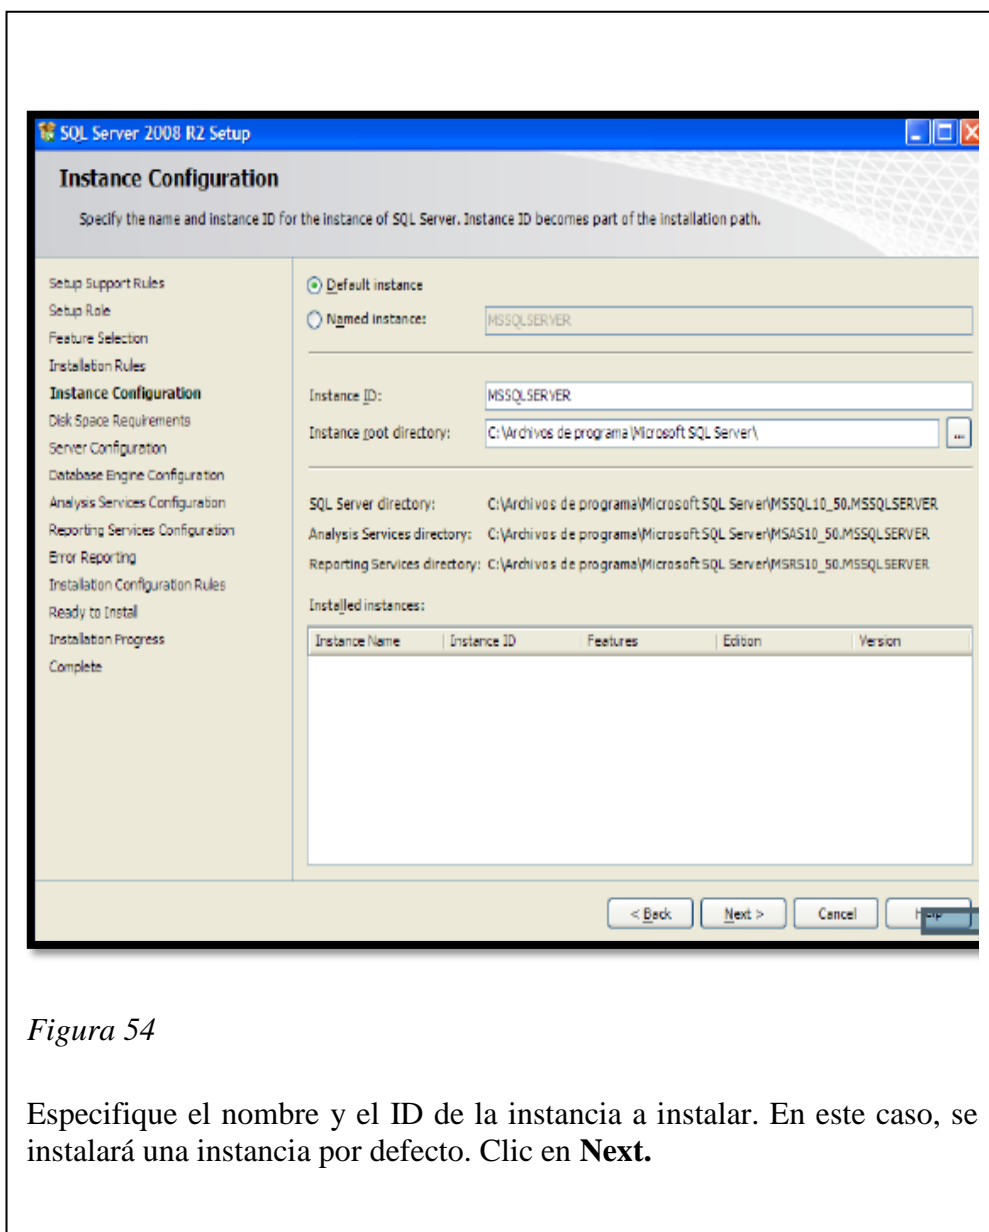 SQL Server 2008 R2 Setup
Instance Configuration
Specify the name and instance ID for the instance of SQL Server. Instance ID becomes part of the installation path.
Setup Support Rules
Setup Role
Feature Selection
Installation Rules
Instance Configuration
Disk Space Requirements
Server Configuration
Database Engine Configuration
Analysis Services Configuration
Reporting Services Configuration
Error Reporting
Installation Configuration Rules
Ready to Install
Installation Progress
Complete
Default instance
Named instance: MSSQLSERVER
Instance ID: MSSQLSERVER
Instance root directory: C:\Archivos de programa\Microsoft SQL Server\ ...
SQL Server directory: C:\Archivos de programa\Microsoft SQL Server\MSSQL10_50.MSSQLSERVER
Analysis Services directory: C:\Archivos de programa\Microsoft SQL Server\MSAS10_50.MSSQLSERVER
Reporting Services directory: C:\Archivos de programa\Microsoft SQL Server\MSRS10_50.MSSQLSERVER
Installed instances:
Instance Name Instance ID Features Edition Version
< Back Next > Cancel Help
Figura 54
Especifique el nombre y el ID de la instancia a instalar. En este caso, se
instalará una instancia por defecto. Clic en Next.